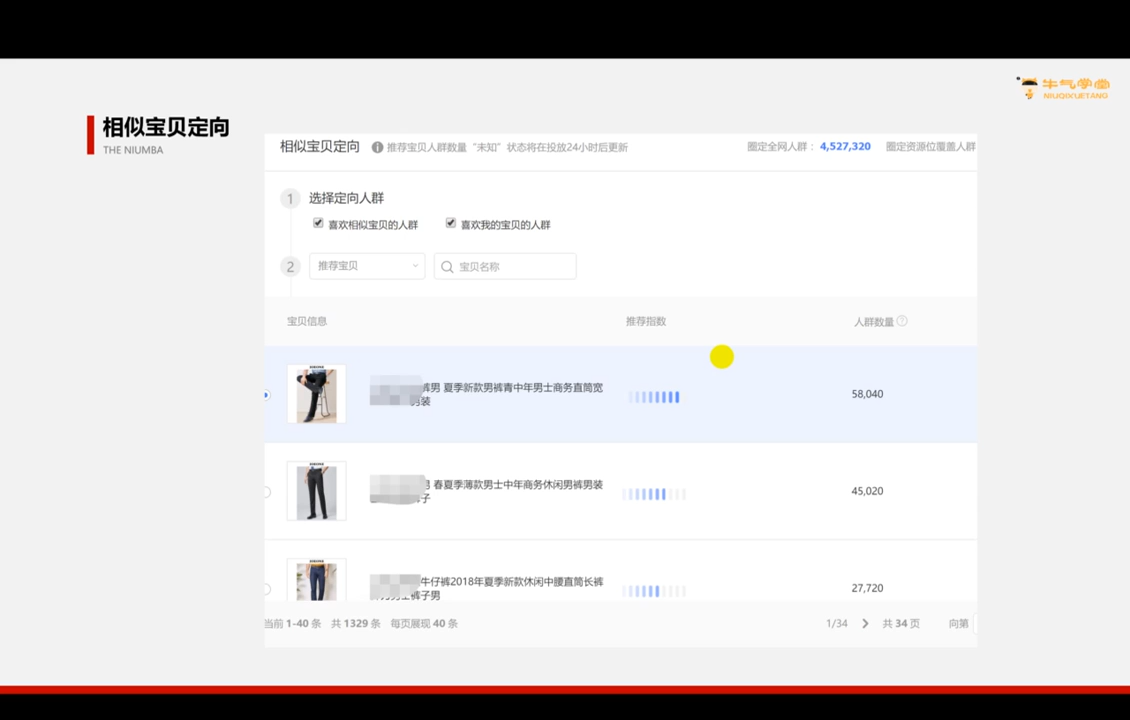 牛气学堂
NIUQIXUETANG
相似宝贝定向
THE NIUMBA
相似宝贝定向 推荐宝贝人群数量“未知”状态将在投放24小时后更新 圈定全网人群： 4,527,320 圈定资源位覆盖人群
1 选择定向人群
喜欢相似宝贝的人群 喜欢我的宝贝的人群
2 推荐宝贝 宝贝名称
宝贝信息 推荐指数 人群数量
裤男 夏季新款男裤青中年男士商务直筒宽
男装
58,040
男 春夏季薄款男士中年商务休闲男裤男装
子
45,020
牛仔裤2018年夏季新款休闲中腰直筒长裤
裤子男
27,720
当前 1-40 条 共 1329 条 每页展现 40 条 1/34 共 34 页 向第